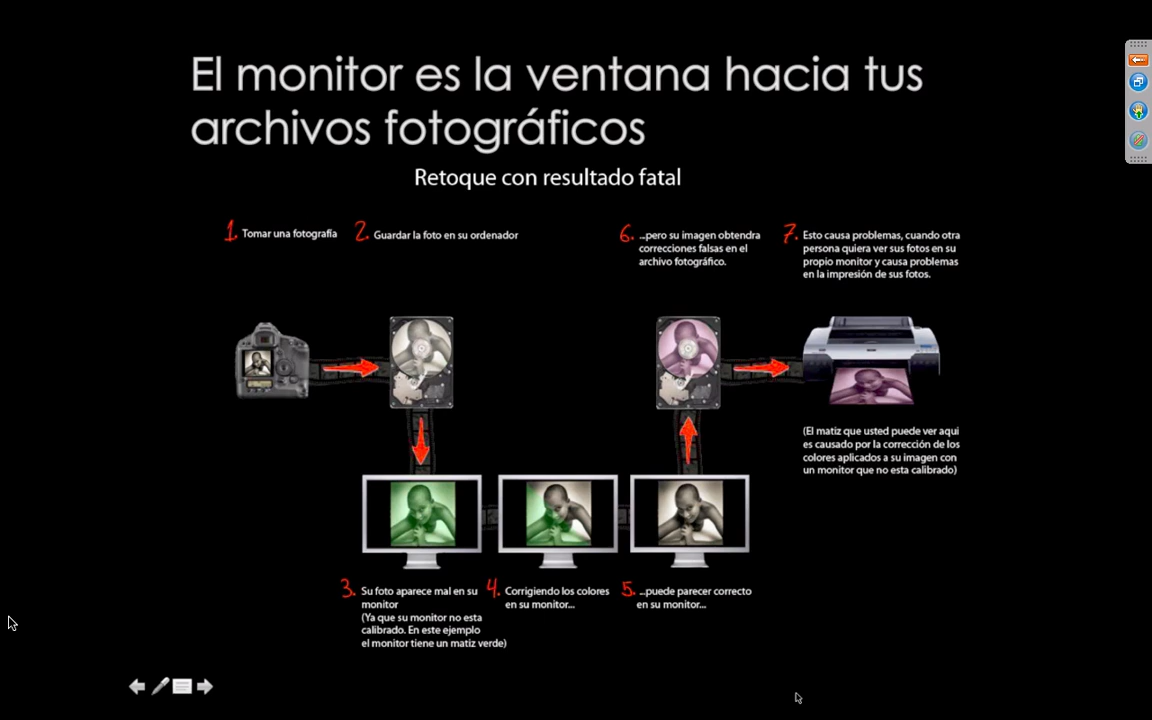 El monitor es la ventana hacia tus
archivos fotográficos
Retoque con resultado fatal
1. Tomar una fotografía
2. Guardar la foto en su ordenador
6. ...pero su imagen obtendra
correcciones falsas en el
archivo fotográfico.
7. Esto causa problemas, cuando otra
persona quiera ver sus fotos en su
propio monitor y causa problemas
en la impresión de sus fotos.
(El matiz que usted puede ver aqui
es causado por la corrección de los
colores aplicados a su imagen con
un monitor que no esta calibrado)
3. Su foto aparece mal en su
monitor
(Ya que su monitor no esta
calibrado. En este ejemplo
el monitor tiene un matiz verde)
4. Corrigiendo los colores
en su monitor...
5. ...puede parecer correcto
en su monitor...